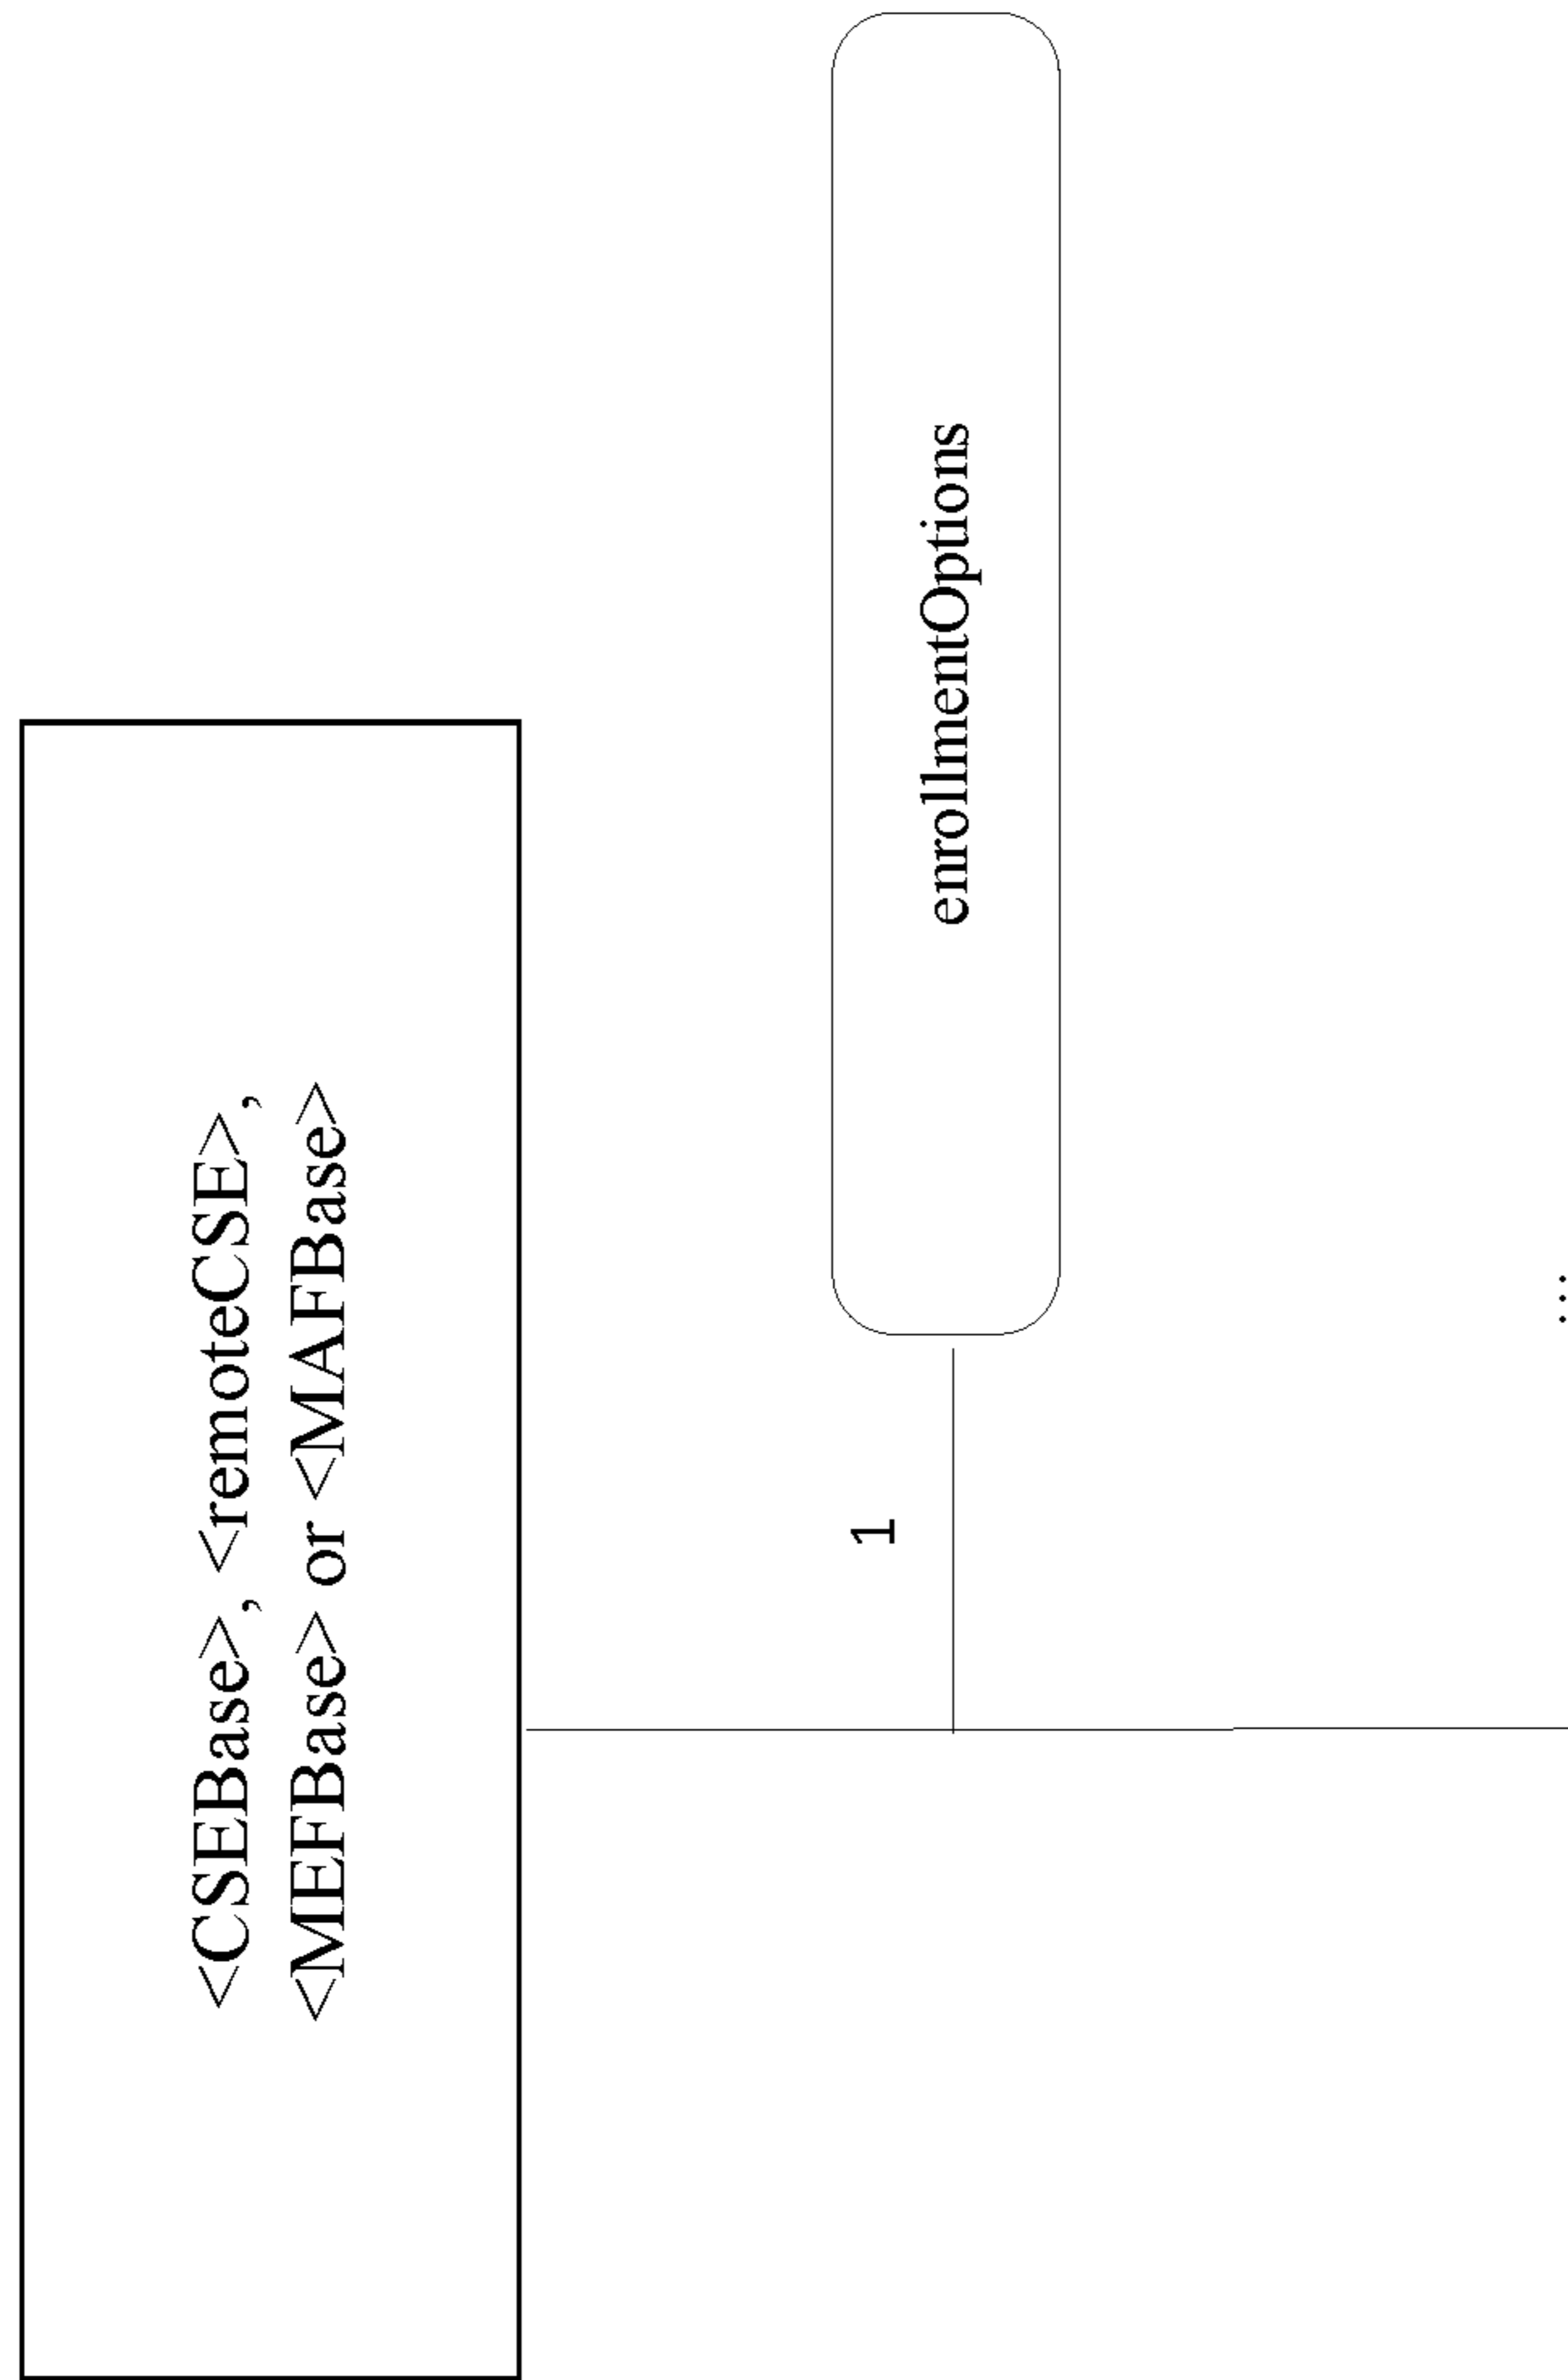 <CSEBase>, <remoteCSE>,
<MEFBase> or <MAFBase>
1
enrollmentOptions
...